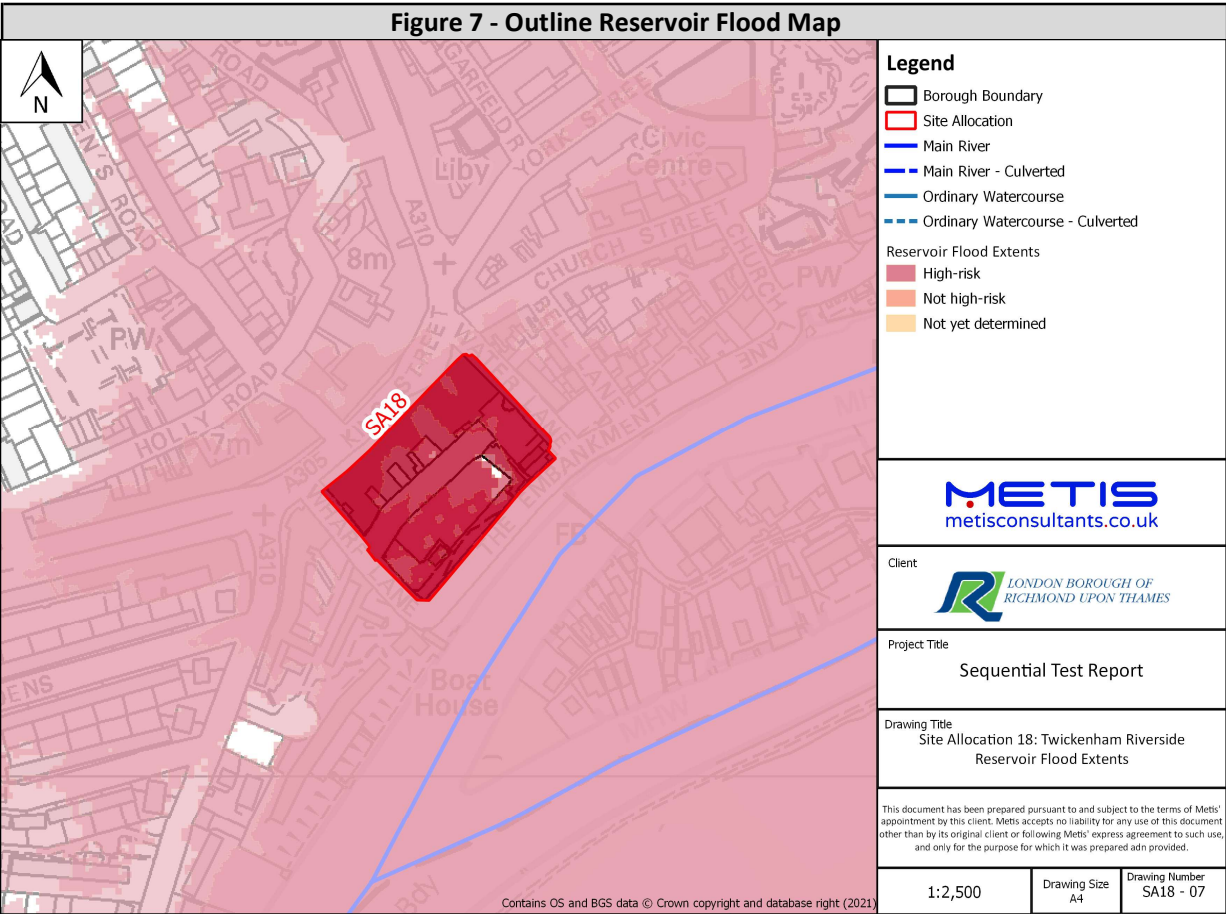 Figure 7 - Outline Reservoir Flood Map
N
ROAD
YORK STREET
Civic
Centre
Liby
A310
8m
CHURCH STREET
CHURCH
PW
PW
ROAD
HOLLY ROAD
17m
A305
SA18
EMBANKMENT
FB
A310
Boat
House
MHW
Bdy
Contains OS and BGS data © Crown copyright and database right (2021)
Legend
Borough Boundary
Site Allocation
Main River
Main River - Culverted
Ordinary Watercourse
Ordinary Watercourse - Culverted
Reservoir Flood Extents
High-risk
Not high-risk
Not yet determined
METIS
metisconsultants.co.uk
Client
LONDON BOROUGH OF
RICHMOND UPON THAMES
Project Title
Sequential Test Report
Drawing Title
Site Allocation 18: Twickenham Riverside
Reservoir Flood Extents
This document has been prepared pursuant to and subject to the terms of Metis'
appointment by this client. Metis accepts no liability for any use of this document
other than by its original client or following Metis' express agreement to such use,
and only for the purpose for which it was prepared adn provided.
1:2,500
Drawing Size
A4
Drawing Number
SA18 - 07